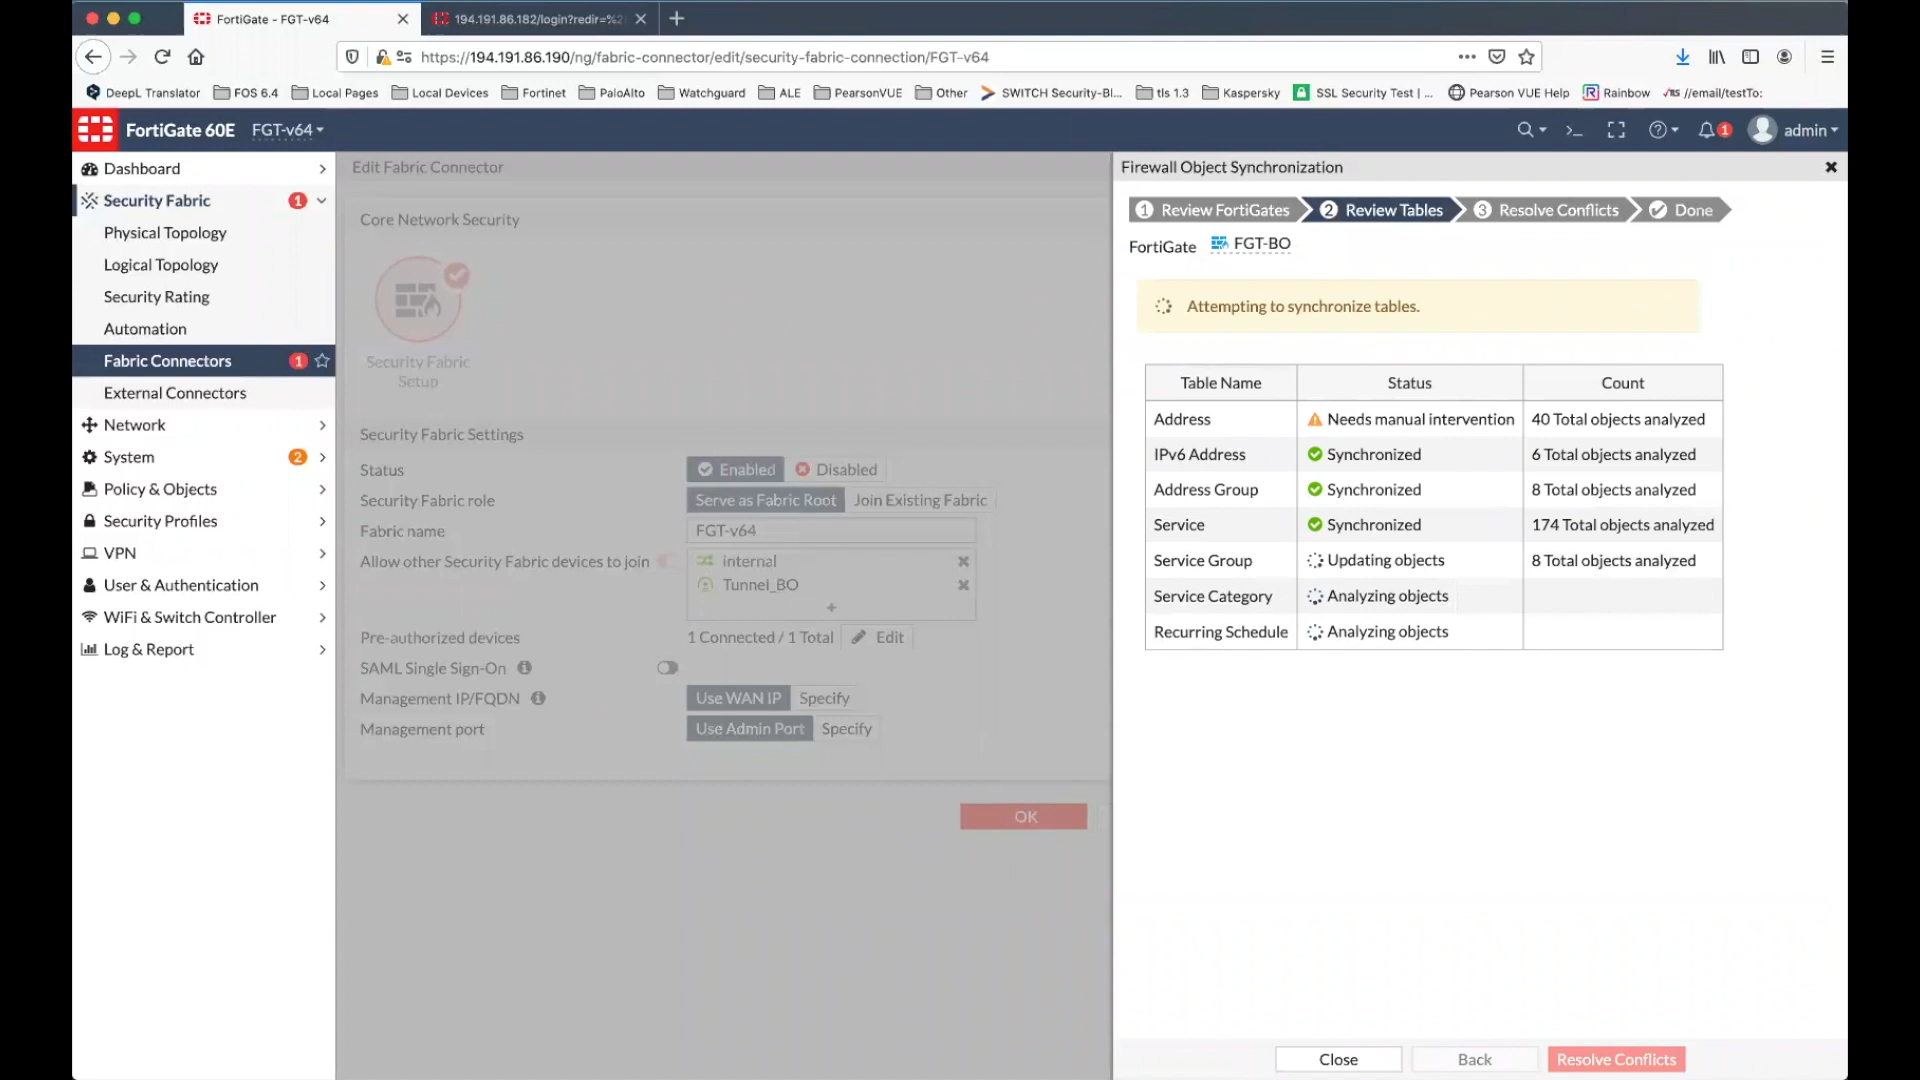 FortiGate - FGT-v64
194.191.86.182/login?redir=%2
https://194.191.86.190/ng/fabric-connector/edit/security-fabric-connection/FGT-v64
DeepL Translator FOS 6.4 Local Pages Local Devices Fortinet PaloAlto Watchguard ALE PearsonVUE Other SWITCH Security-Bl... tls 1.3 Kaspersky SSL Security Test | ... Pearson VUE Help Rainbow //email/testTo:
FortiGate 60E FGT-v64
1 admin
Dashboard
Security Fabric 1
Physical Topology
Logical Topology
Security Rating
Automation
Fabric Connectors 1
External Connectors
Network
System 2
Policy & Objects
Security Profiles
VPN
User & Authentication
WiFi & Switch Controller
Log & Report
Edit Fabric Connector
Core Network Security
Security Fabric
Setup
Security Fabric Settings
Status Enabled Disabled
Security Fabric role Serve as Fabric Root Join Existing Fabric
Fabric name FGT-v64
Allow other Security Fabric devices to join internal
Tunnel_BO
+
Pre-authorized devices 1 Connected / 1 Total Edit
SAML Single Sign-On
Management IP/FQDN Use WAN IP Specify
Management port Use Admin Port Specify
OK
Firewall Object Synchronization
1 Review FortiGates 2 Review Tables 3 Resolve Conflicts Done
FortiGate FGT-BO
Attempting to synchronize tables.
Table Name Status Count
Address Needs manual intervention 40 Total objects analyzed
IPv6 Address Synchronized 6 Total objects analyzed
Address Group Synchronized 8 Total objects analyzed
Service Synchronized 174 Total objects analyzed
Service Group Updating objects 8 Total objects analyzed
Service Category Analyzing objects
Recurring Schedule Analyzing objects
Close Back Resolve Conflicts